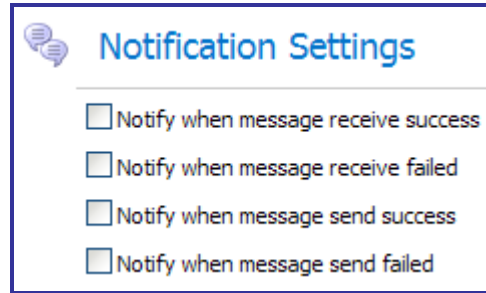 Notification Settings
Notify when message receive success
Notify when message receive failed
Notify when message send success
Notify when message send failed